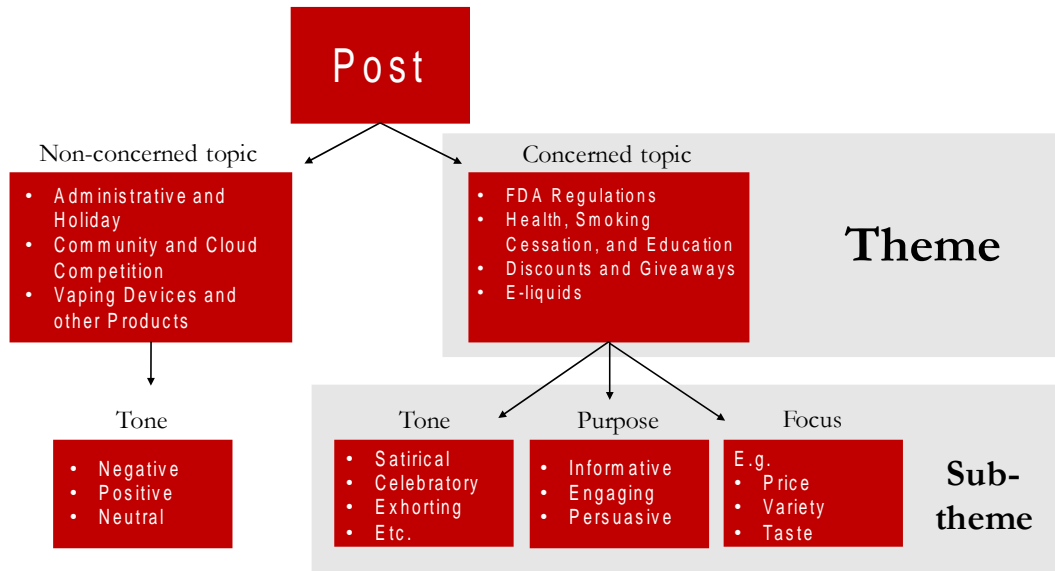 Post
Non-concerned topic
• Administrative and
Holiday
• Community and Cloud
Competition
• Vaping Devices and
other Products
Concerned topic
• FDA Regulations
• Health, Smoking
Cessation, and Education
• Discounts and Giveaways
• E-liquids
Theme
Tone
• Negative
• Positive
• Neutral
Tone
• Satirical
• Celebratory
• Exhorting
• Etc.
Purpose
• Informative
• Engaging
• Persuasive
Focus
E.g.
• Price
• Variety
• Taste
Sub-
theme